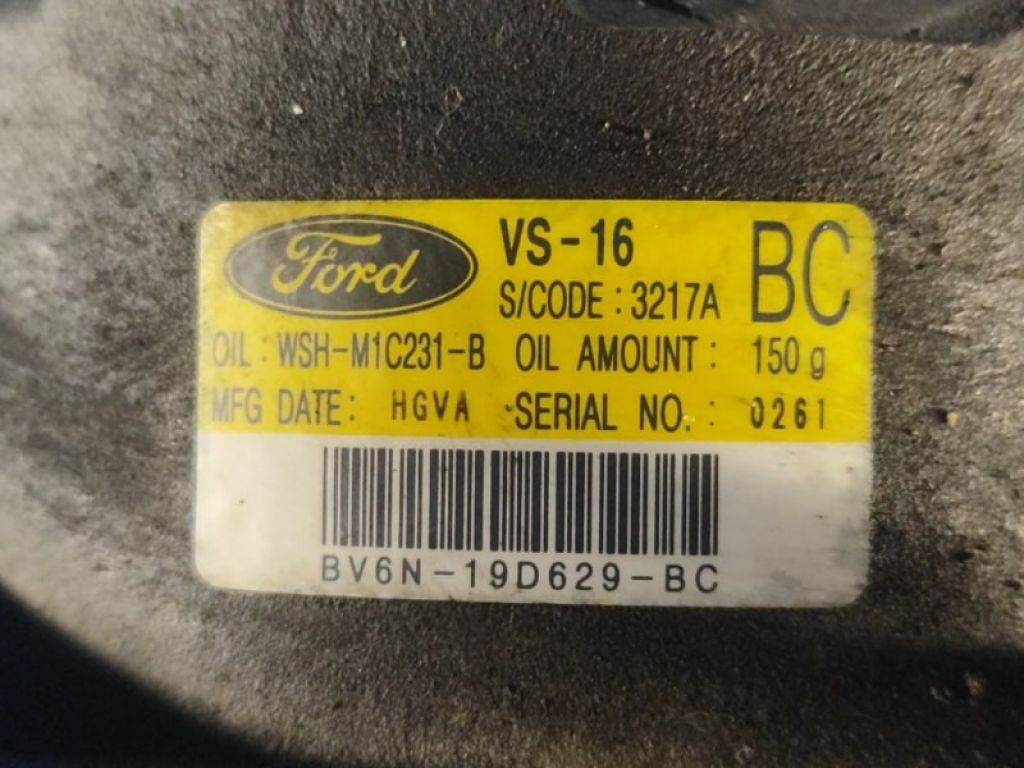 Ford VS-16 BC
S/CODE : 3217A
OIL : WSH-M1C231-B OIL AMOUNT : 150 g
MFG DATE: HGVA SERIAL NO. : 0261
BV6N-19D629-BC